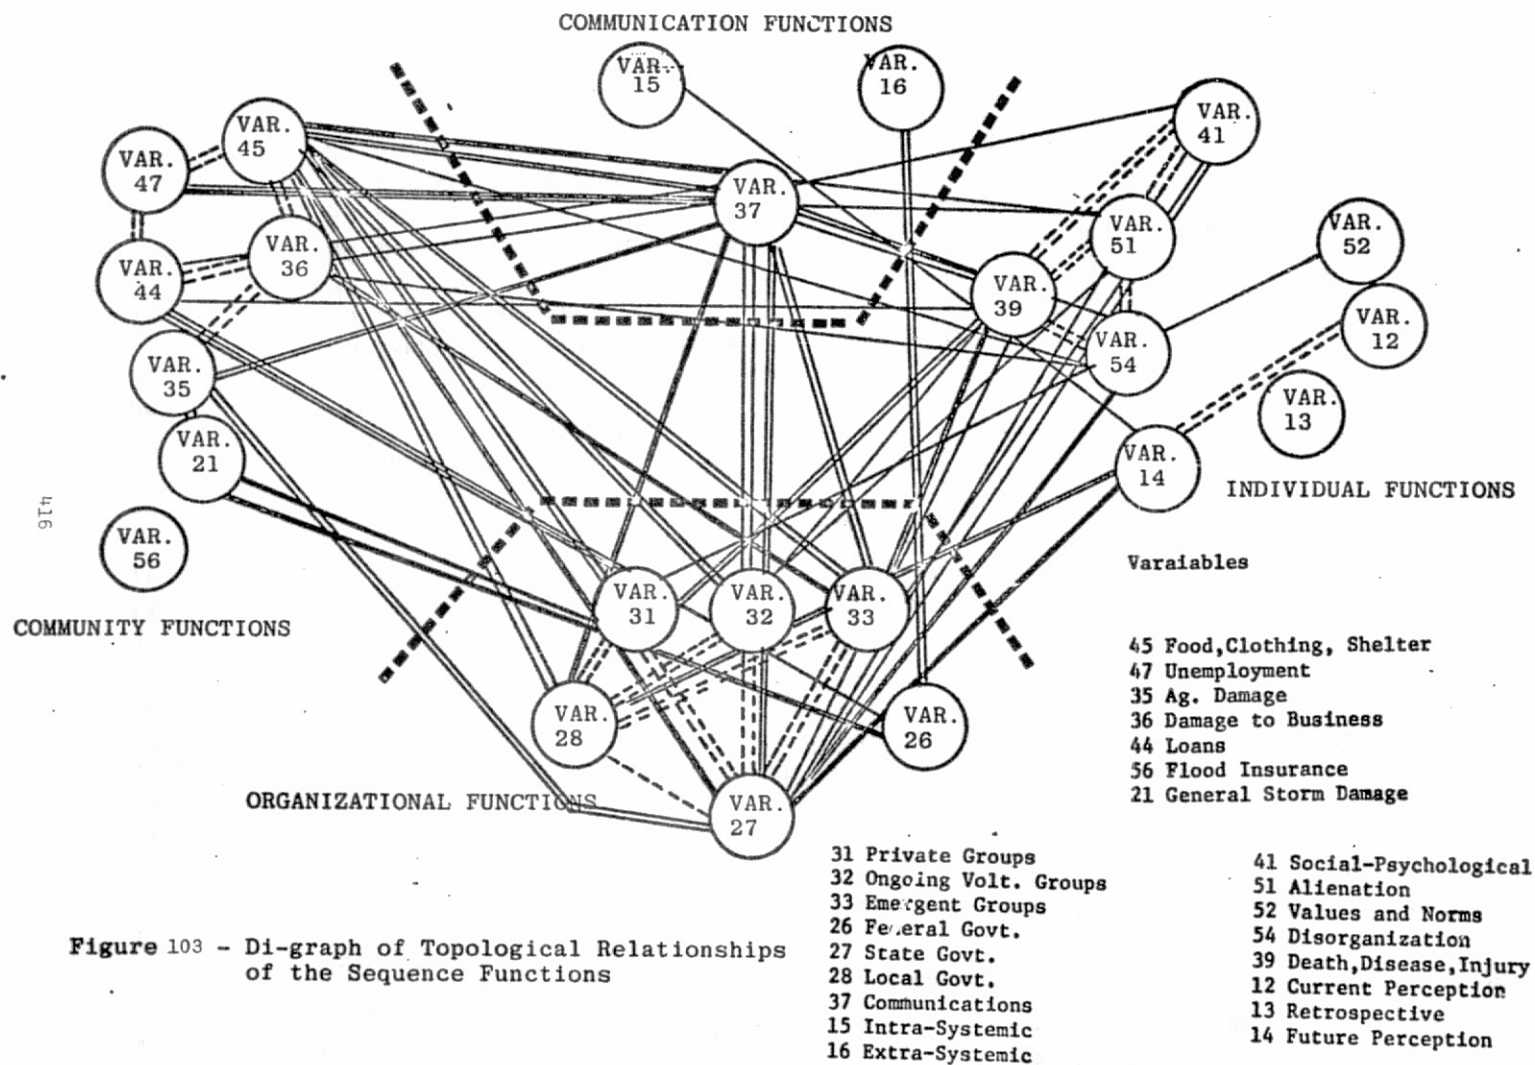 COMMUNICATION FUNCTIONS
VAR.
15
VAR.
16
VAR.
41
VAR.
45
VAR.
47
VAR.
37
VAR.
51
VAR.
52
VAR.
36
VAR.
44
VAR.
39
VAR.
12
VAR.
54
VAR.
35
VAR.
13
VAR.
21
VAR.
14
INDIVIDUAL FUNCTIONS
416
VAR.
56
COMMUNITY FUNCTIONS
VAR.
31
VAR.
32
VAR.
33
VAR.
28
VAR.
26
VAR.
27
ORGANIZATIONAL FUNCTIONS
Varaiables
45 Food,Clothing, Shelter
47 Unemployment
35 Ag. Damage
36 Damage to Business
44 Loans
56 Flood Insurance
21 General Storm Damage
31 Private Groups
32 Ongoing Volt. Groups
33 Emergent Groups
26 Federal Govt.
27 State Govt.
28 Local Govt.
37 Communications
15 Intra-Systemic
16 Extra-Systemic
41 Social-Psychological
51 Alienation
52 Values and Norms
54 Disorganization
39 Death,Disease,Injury
12 Current Perception
13 Retrospective
14 Future Perception
Figure 103 - Di-graph of Topological Relationships
of the Sequence Functions